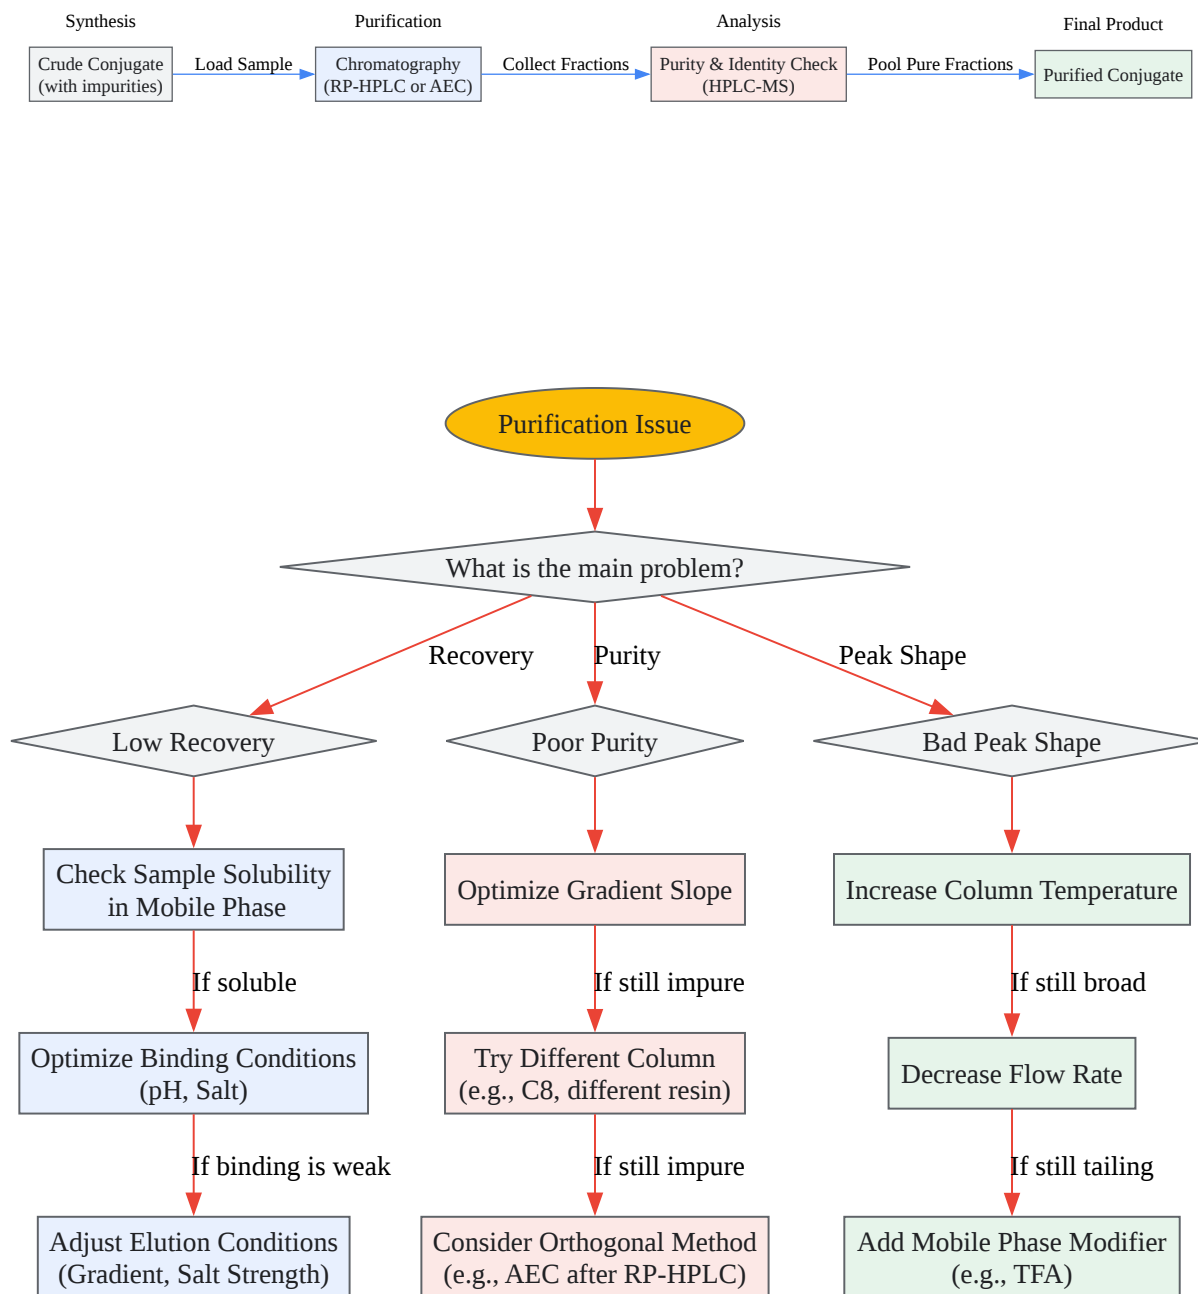 Synthesis
Purification
Analysis
Final Product
Crude Conjugate
(with impurities)
Load Sample
Chromatography
(RP-HPLC or AEC)
Collect Fractions
Purity & Identity Check
(HPLC-MS)
Pool Pure Fractions
Purified Conjugate
Purification Issue
What is the main problem?
Recovery
Purity
Peak Shape
Low Recovery
Poor Purity
Bad Peak Shape
Check Sample Solubility
in Mobile Phase
Optimize Gradient Slope
Increase Column Temperature
If soluble
If still impure
If still broad
Optimize Binding Conditions
(pH, Salt)
Try Different Column
(e.g., C8, different resin)
Decrease Flow Rate
If binding is weak
If still impure
If still tailing
Adjust Elution Conditions
(Gradient, Salt Strength)
Consider Orthogonal Method
(e.g., AEC after RP-HPLC)
Add Mobile Phase Modifier
(e.g., TFA)